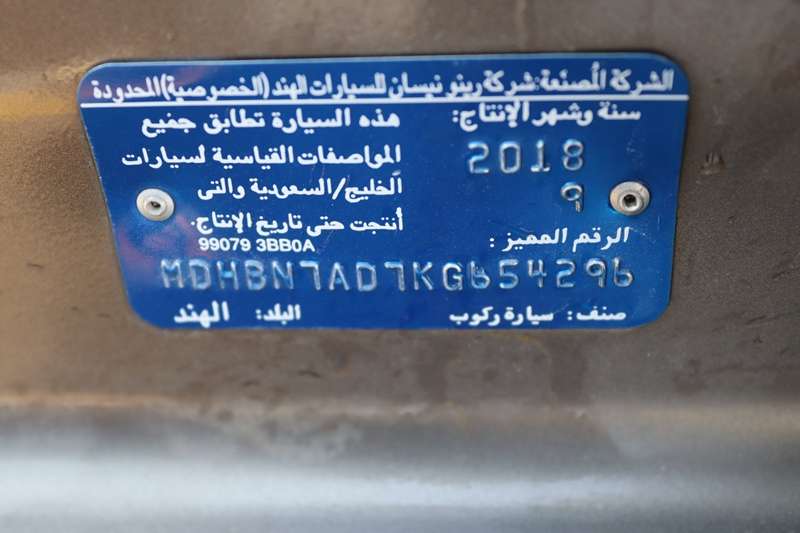 الشركة المصنعة: شركة رينو نيسان للسيارات الهند (الخصوصية) المحدودة
سنة وشهر الإنتاج:
2018
9
هذه السيارة تطابق جميع
المواصفات القياسية لسيارات
الخليج/السعودية والتى
أنتجت حتى تاريخ الإنتاج.
99079 3BB0A
الرقم المميز :
MDHBN7AD7KG654296
صنف: سيارة ركوب
البلد: الهند